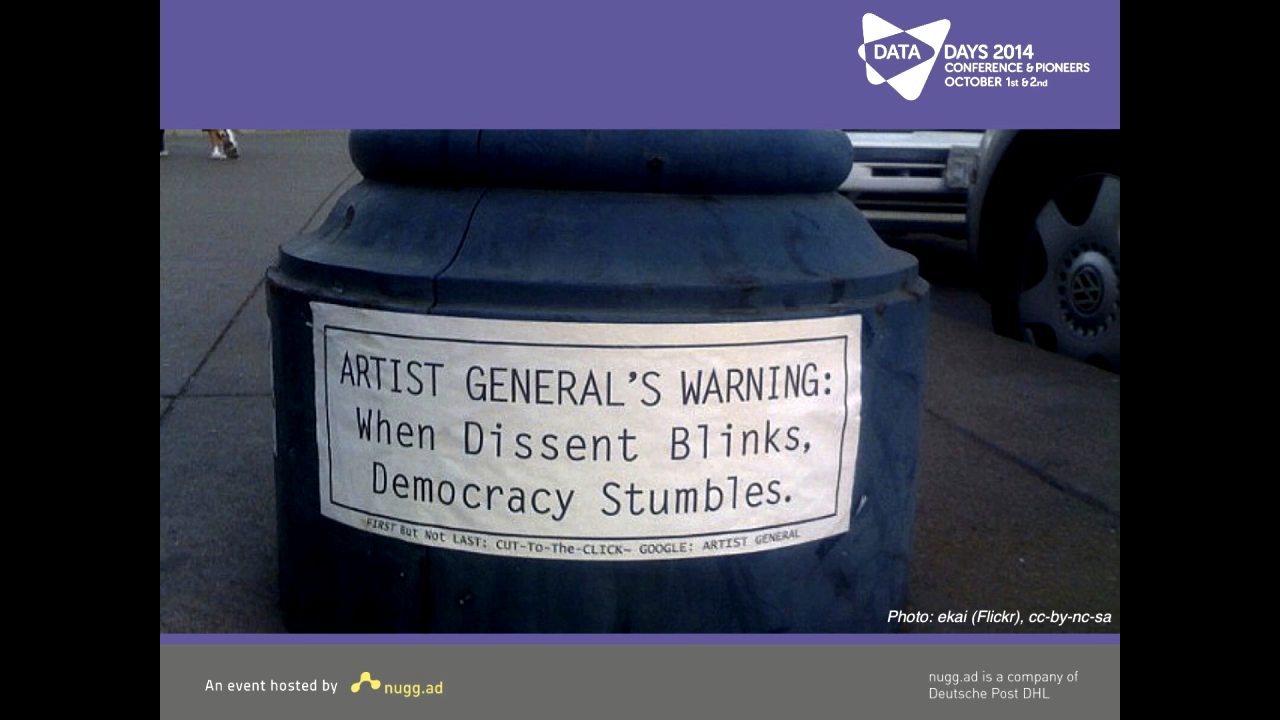 DATA DAYS 2014
CONFERENCE & PIONEERS
OCTOBER 1st & 2nd
ARTIST GENERAL'S WARNING:
When Dissent Blinks,
Democracy Stumbles.
FIRST But Not LAST: CUT-To-The-CLICK~ GOOGLE: ARTIST GENERAL
Photo: ekai (Flickr), cc-by-nc-sa
An event hosted by nugg.ad
nugg.ad is a company of
Deutsche Post DHL